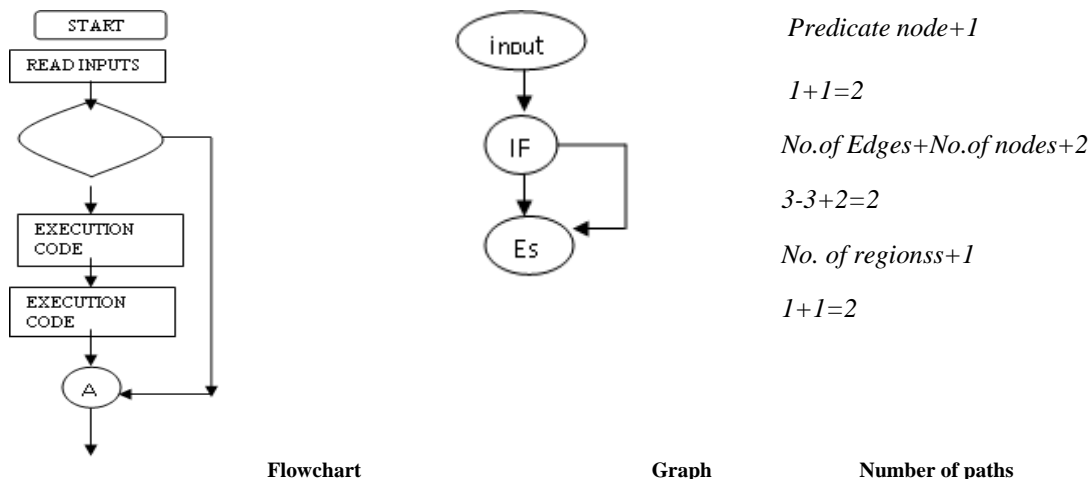 START
READ INPUTS
EXECUTION
CODE
EXECUTION
CODE
A
input
IF
Es
Predicate node+1
1+1=2
No.of Edges+No.of nodes+2
3-3+2=2
No. of regionss+1
1+1=2
Flowchart Graph Number of paths